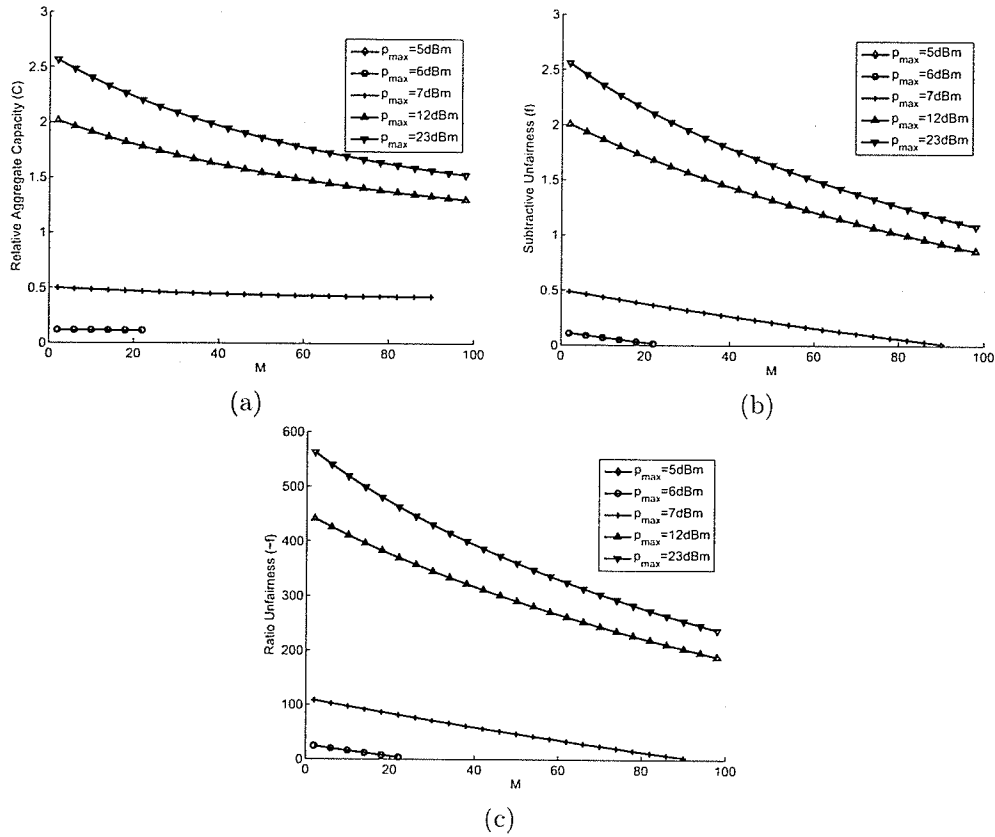 3
2.5
2
1.5
1
0.5
0
0
20
40
60
80
100
M
Relative Aggregate Capacity (C)
p_max=5dBm
p_max=6dBm
p_max=7dBm
p_max=12dBm
p_max=23dBm
(a)
3
2.5
2
1.5
1
0.5
0
0
20
40
60
80
100
M
Subtractive Unfairness (f)
p_max=5dBm
p_max=6dBm
p_max=7dBm
p_max=12dBm
p_max=23dBm
(b)
600
500
400
300
200
100
0
0
20
40
60
80
100
M
Ratio Unfairness (~f)
p_max=5dBm
p_max=6dBm
p_max=7dBm
p_max=12dBm
p_max=23dBm
(c)